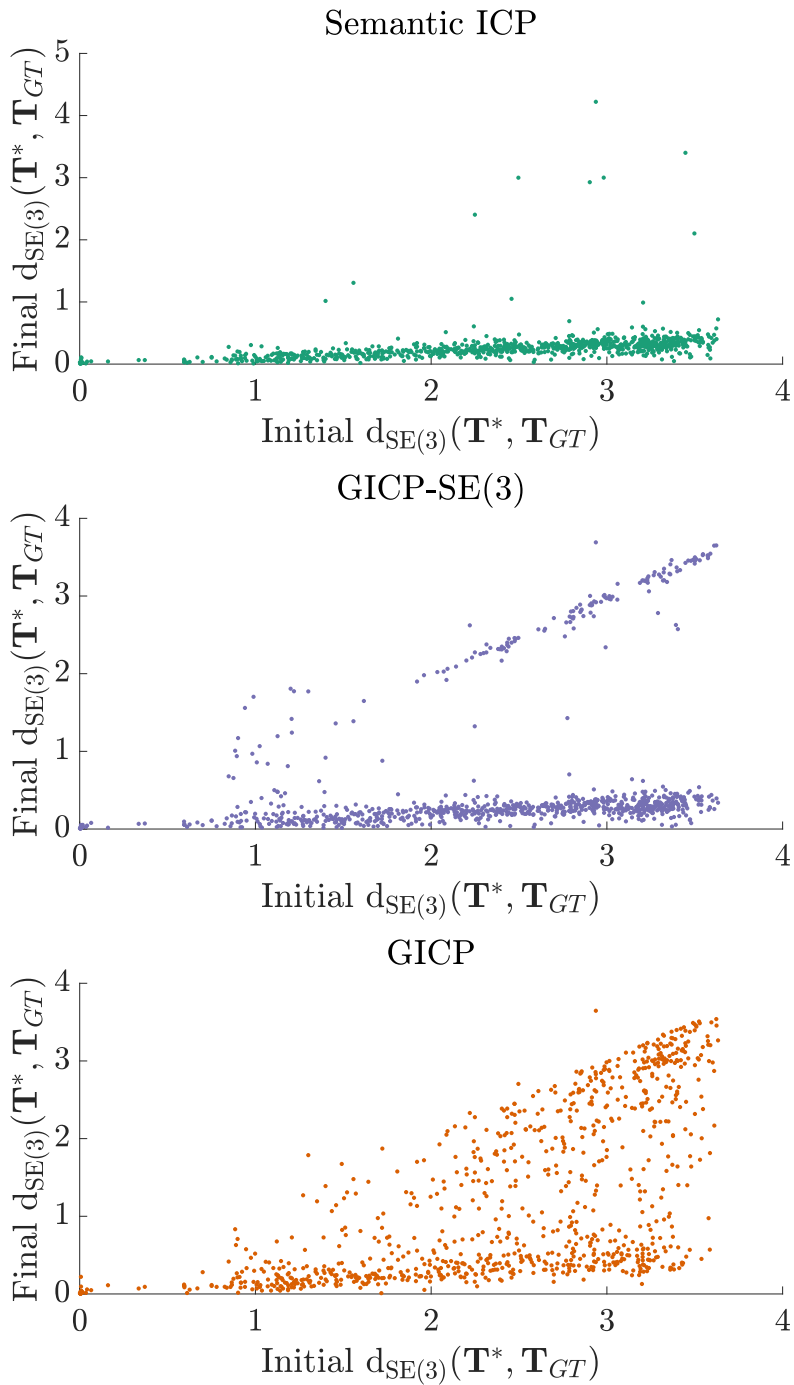 Semantic ICP
Final d_SE(3)(T*, T_GT)
5
4
3
2
1
0
0 1 2 3 4
Initial d_SE(3)(T*, T_GT)
GICP-SE(3)
Final d_SE(3)(T*, T_GT)
4
3
2
1
0
0 1 2 3 4
Initial d_SE(3)(T*, T_GT)
GICP
Final d_SE(3)(T*, T_GT)
4
3
2
1
0
0 1 2 3 4
Initial d_SE(3)(T*, T_GT)